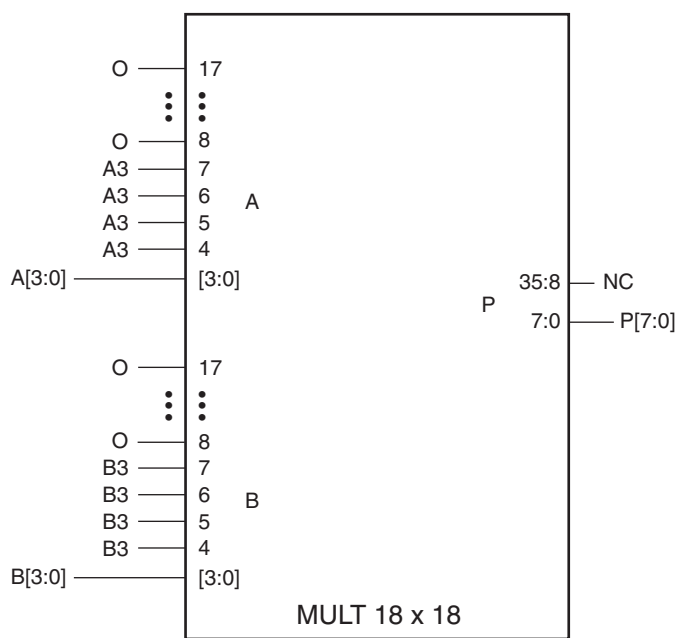 O 17
O 8
A3 7
A3 6
A
A3 5
A3 4
A[3:0] [3:0]
35:8 NC
P
7:0 P[7:0]
O 17
O 8
B3 7
B3 6
B
B3 5
B3 4
B[3:0] [3:0]
MULT 18 x 18